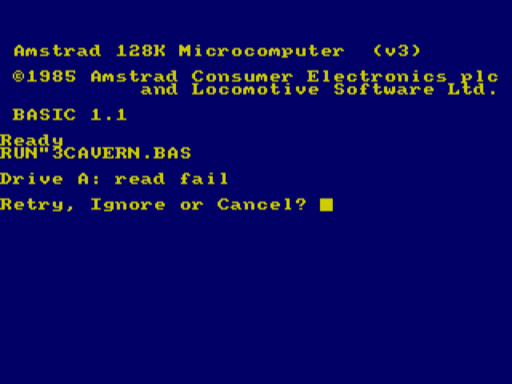 Amstrad 128K Microcomputer (v3)
©1985 Amstrad Consumer Electronics plc
and Locomotive Software Ltd.
BASIC 1.1
Ready
RUN"3CAVERN.BAS
Drive A: read fail
Retry, Ignore or Cancel?